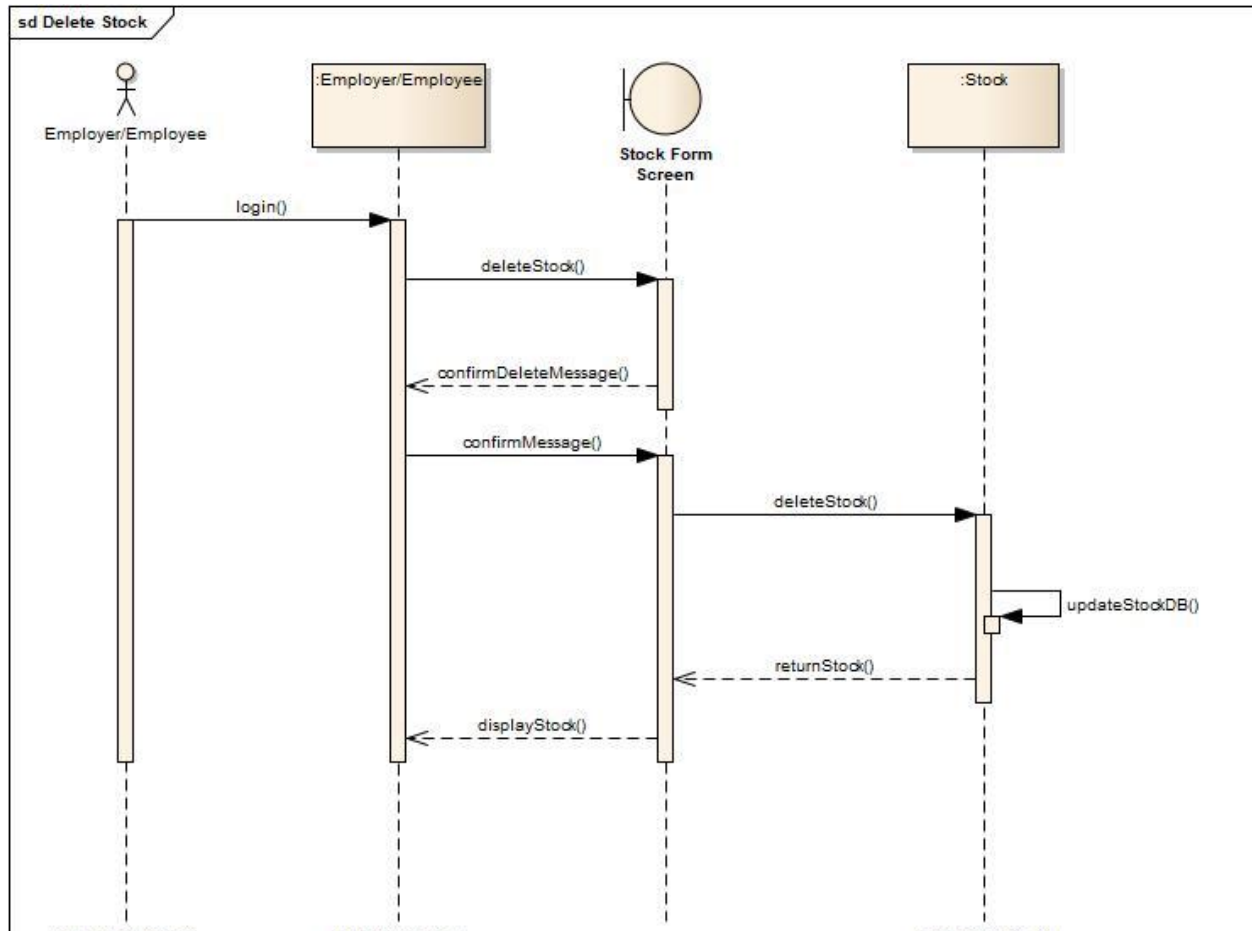 sd Delete Stock
Employer/Employee
:Employer/Employee
Stock Form
Screen
:Stock
login()
deleteStock()
confirmDeleteMessage()
confirmMessage()
deleteStock()
updateStockDB()
returnStock()
displayStock()